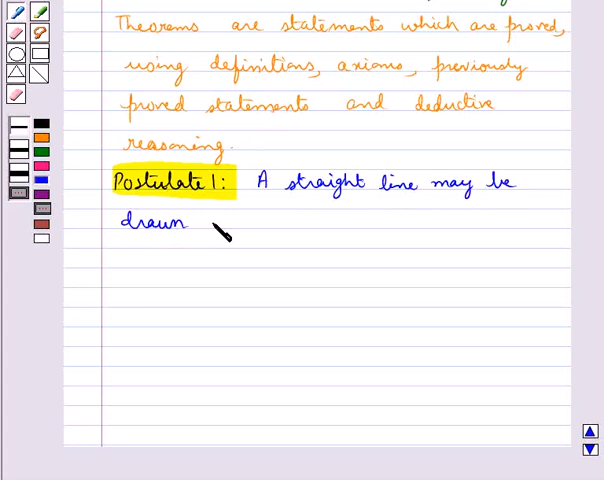 Theorems are statements which are proved,
using definitions, axioms, previously
proved statements and deductive
reasoning.
Postulate 1: A straight line may be
drawn